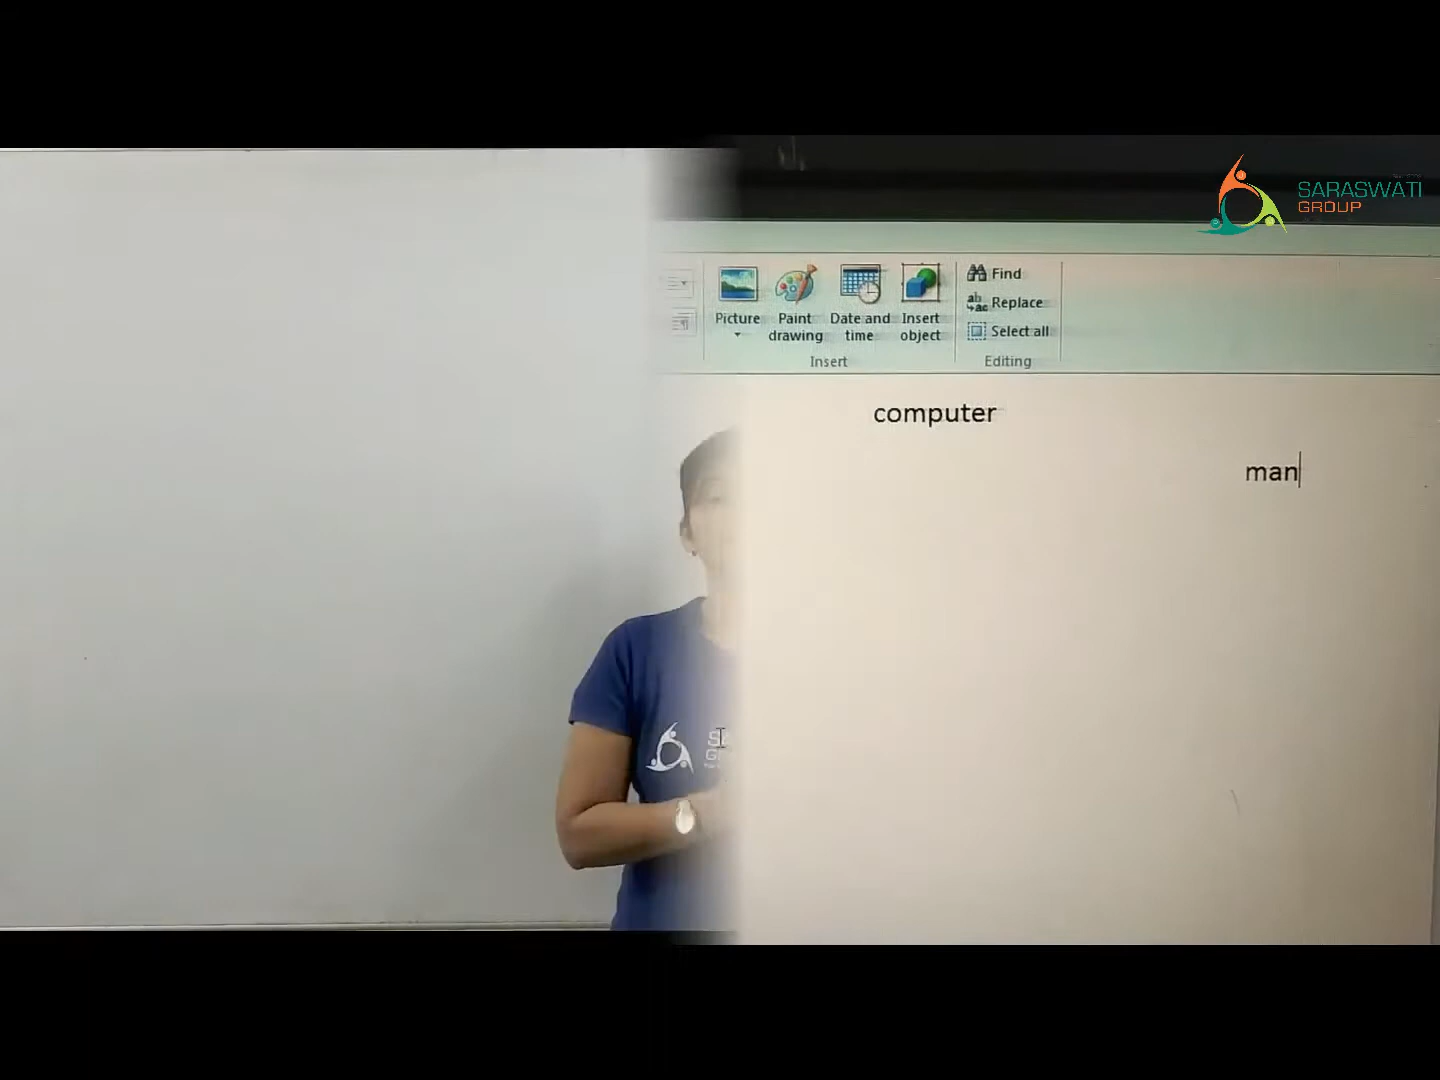 SARASWATI
GROUP
Find
Replace
Select all
Picture
Paint
drawing
Date and
time
Insert
object
Insert
Editing
computer
man